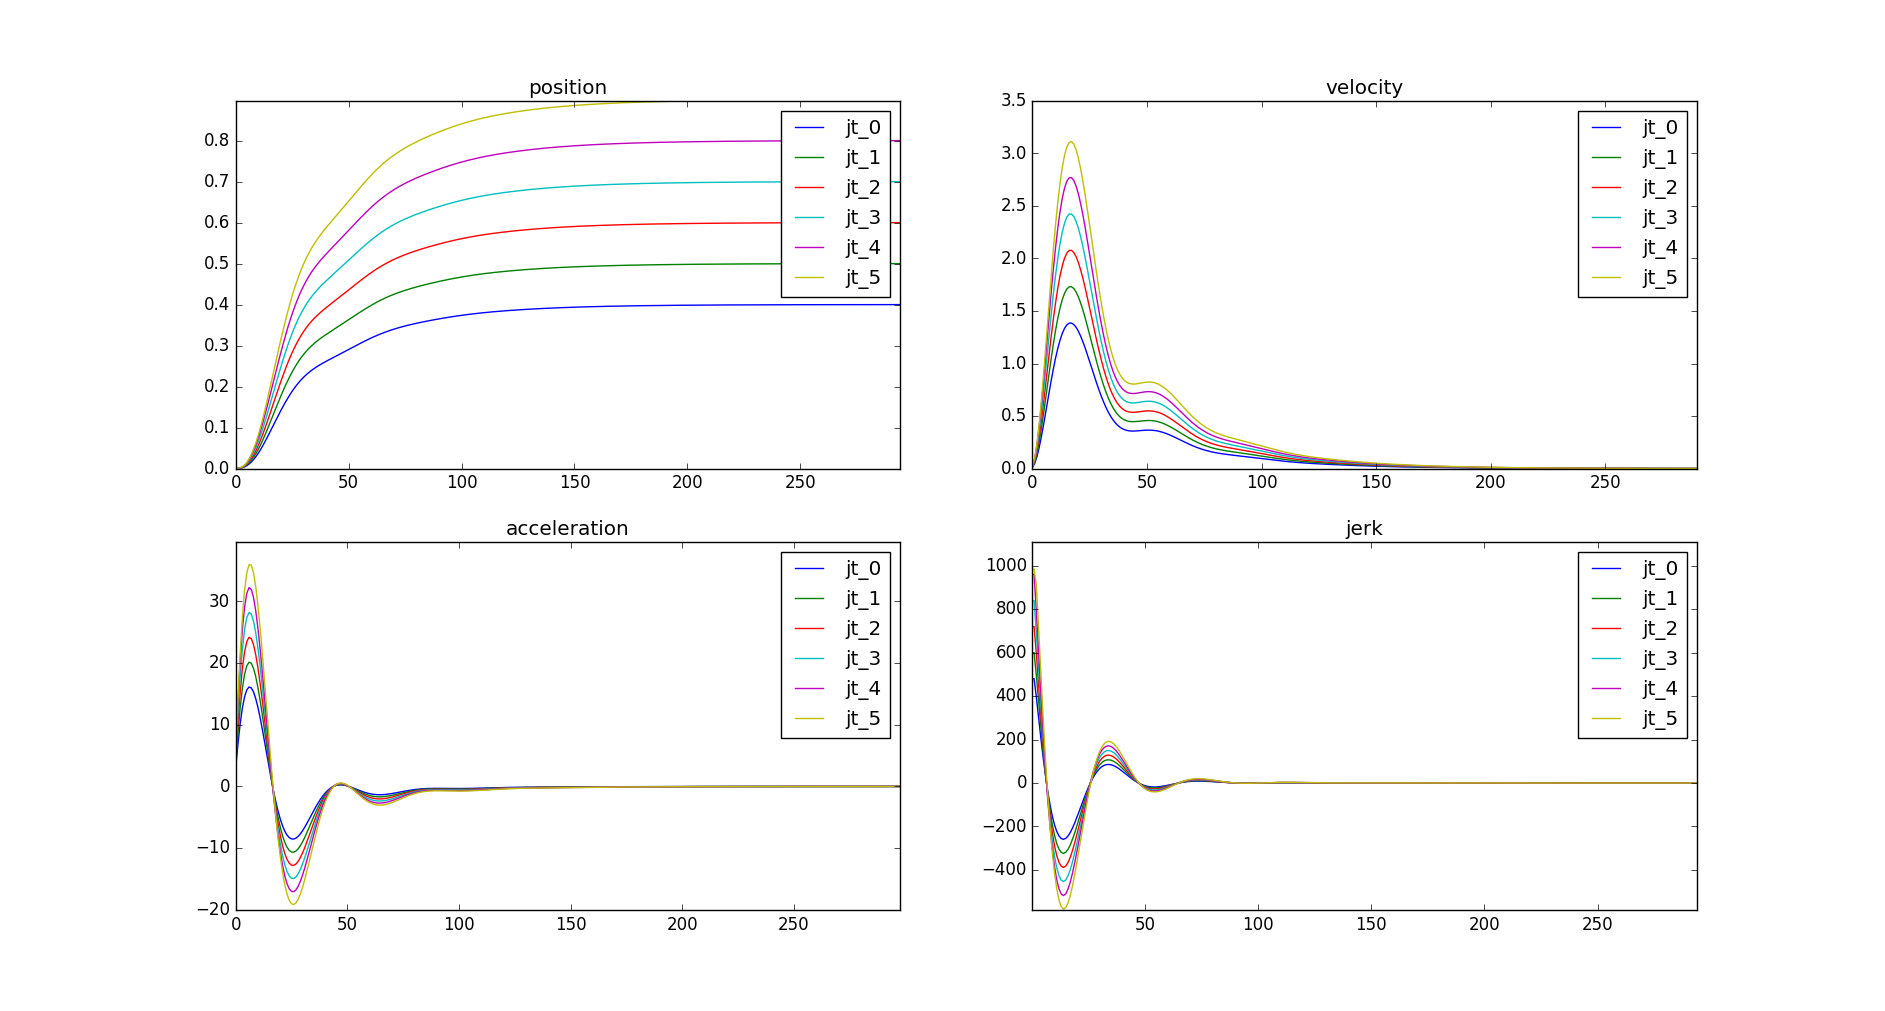 position
0.8
0.7
0.6
0.5
0.4
0.3
0.2
0.1
0.0
0 50 100 150 200 250
jt_0
jt_1
jt_2
jt_3
jt_4
jt_5
velocity
3.5
3.0
2.5
2.0
1.5
1.0
0.5
0.0
0 50 100 150 200 250
jt_0
jt_1
jt_2
jt_3
jt_4
jt_5
acceleration
30
20
10
0
−10
−20
0 50 100 150 200 250
jt_0
jt_1
jt_2
jt_3
jt_4
jt_5
jerk
1000
800
600
400
200
0
−200
−400
50 100 150 200 250
jt_0
jt_1
jt_2
jt_3
jt_4
jt_5